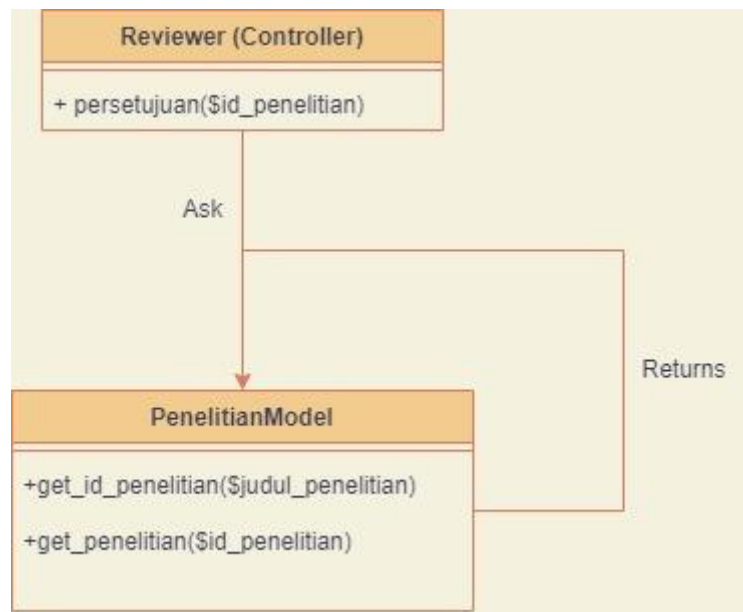 Reviewer (Controller)
+ persetujuan($id_penelitian)
Ask
Returns
PenelitianModel
+get_id_penelitian($judul_penelitian)
+get_penelitian($id_penelitian)